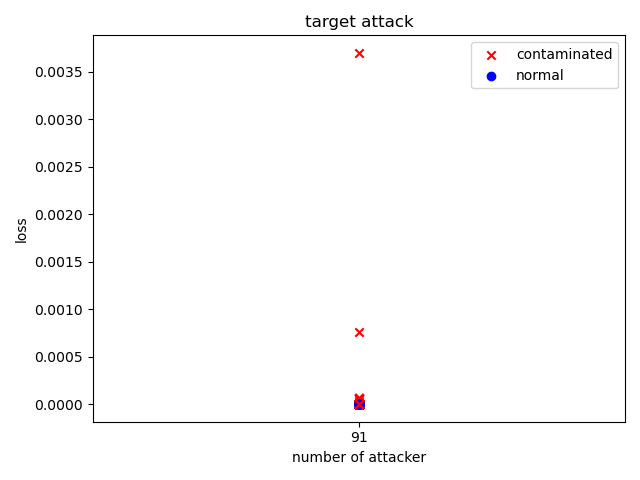 target attack
contaminated
normal
0.0035
0.0030
0.0025
0.0020
0.0015
0.0010
0.0005
0.0000
loss
91
number of attacker